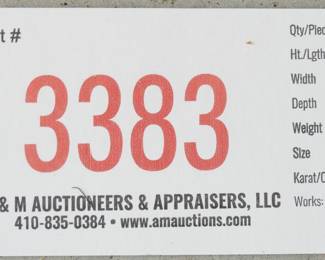 t #
3383
& M AUCTIONEERS & APPRAISERS, LLC
410-835-0384 • www.amauctions.com
Qty/Piec
Ht./Lgth
Width
Depth
Weight
Size
Karat/C
Works: